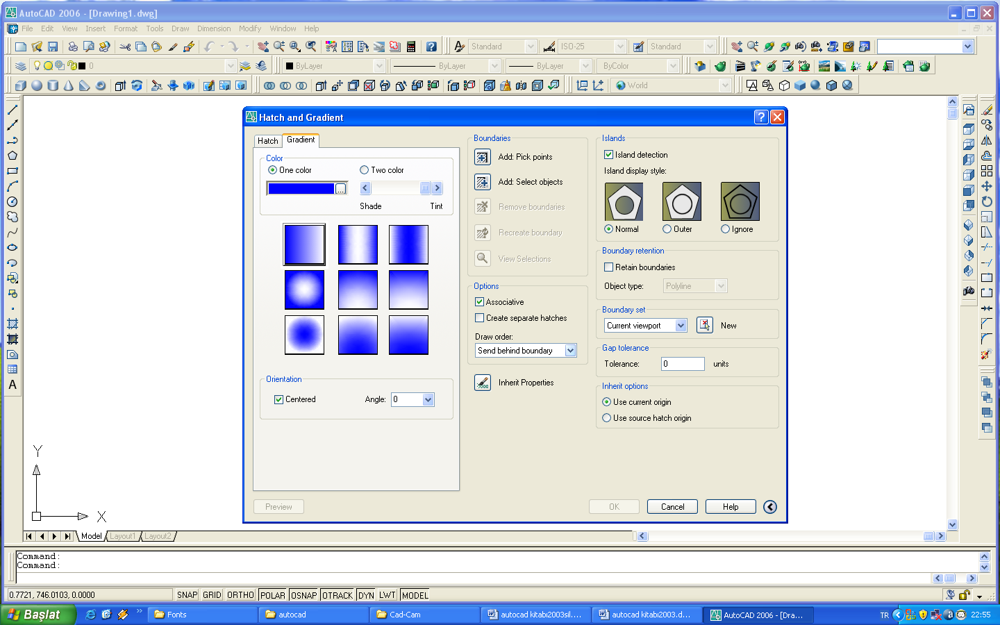 AutoCAD 2006 - [Drawing1.dwg]
File Edit View Insert Format Tools Draw Dimension Modify Window Help
Standard ISO-25 Standard
0 ByLayer ByLayer ByLayer ByColor
World
Hatch and Gradient
Hatch Gradient
Color
One color Two color
...
Shade Tint
Orientation
Centered Angle: 0
Boundaries
Add: Pick points
Add: Select objects
Remove boundaries
Recreate boundary
View Selections
Options
Associative
Create separate hatches
Draw order:
Send behind boundary
Inherit Properties
Islands
Island detection
Island display style:
Normal Outer Ignore
Boundary retention
Retain boundaries
Object type: Polyline
Boundary set
Current viewport New
Gap tolerance
Tolerance: 0 units
Inherit options
Use current origin
Use source hatch origin
Preview OK Cancel Help
A
Y
X
Model Layout1 Layout2
Command:
Command:
0.7721, 746.0103, 0.0000 SNAP GRID ORTHO POLAR OSNAP OTRACK DYN LWT MODEL
Başlat Fonts autocad Cad-Cam autocad kitabı2003sil.... autocad kitabı2003.d... AutoCAD 2006 - [Dra... TR 22:55